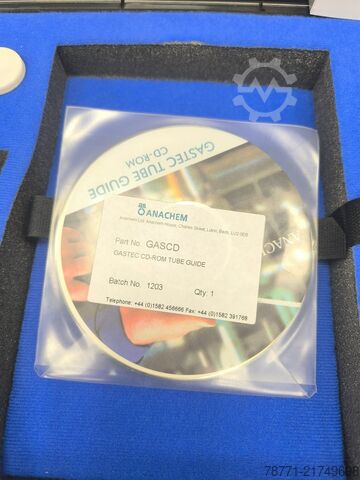 GASTEC TUBE GUIDE
CD-ROM
ANACHEM
Anachem Ltd, Anachem House, Charles Street, Luton, Beds, LU2 0EB
Part No. GASCD
GASTEC CD-ROM TUBE GUIDE
Batch No. 1203 Qty. 1
Telephone: +44 (0)1582 456666 Fax: +44 (0)1582 391768
ANACHEM
78771-21749698